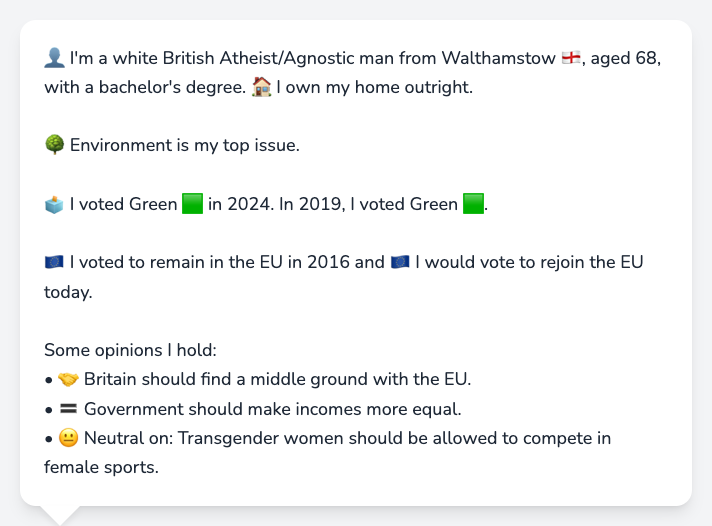 👤 I'm a white British Atheist/Agnostic man from Walthamstow 🏴󠁧󠁢󠁥󠁮󠁧󠁿, aged 68,
with a bachelor's degree. 🏠 I own my home outright.
🌳 Environment is my top issue.
🗳️ I voted Green 🟩 in 2024. In 2019, I voted Green 🟩.
🇪🇺 I voted to remain in the EU in 2016 and 🇪🇺 I would vote to rejoin the EU
today.
Some opinions I hold:
• 🤝 Britain should find a middle ground with the EU.
• 🟰 Government should make incomes more equal.
• 😐 Neutral on: Transgender women should be allowed to compete in
female sports.